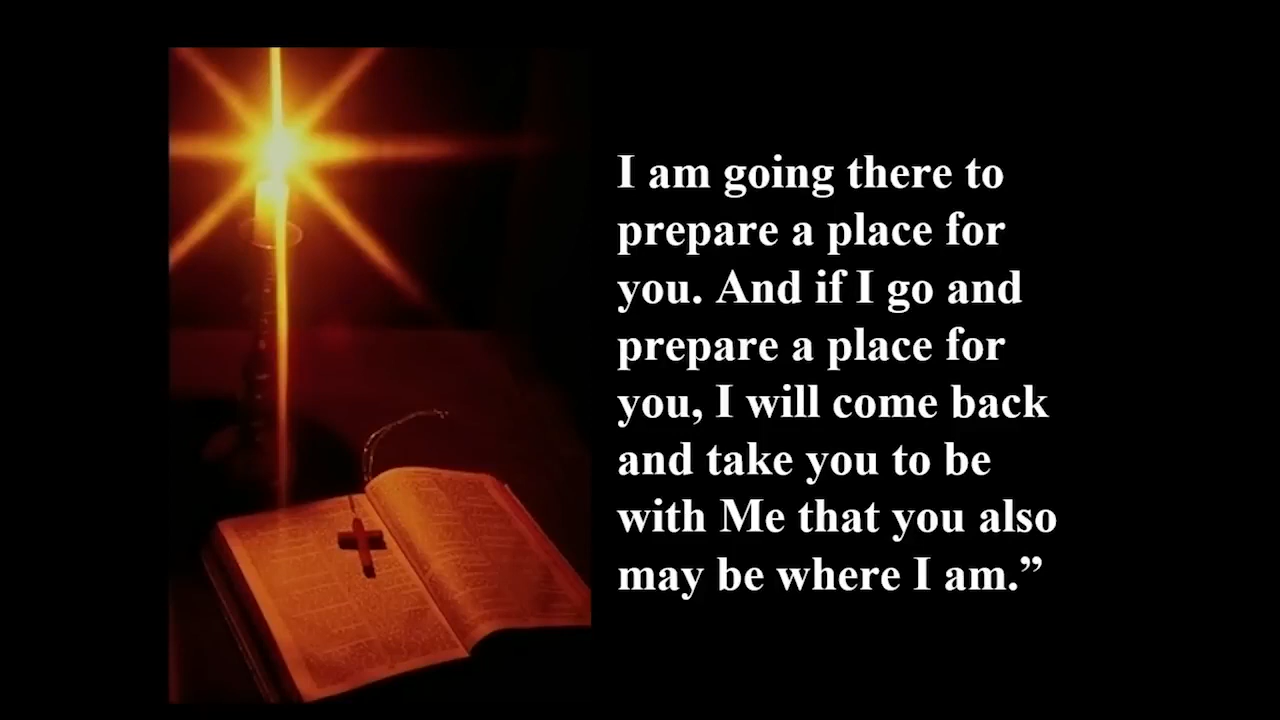 I am going there to
prepare a place for
you. And if I go and
prepare a place for
you, I will come back
and take you to be
with Me that you also
may be where I am.”